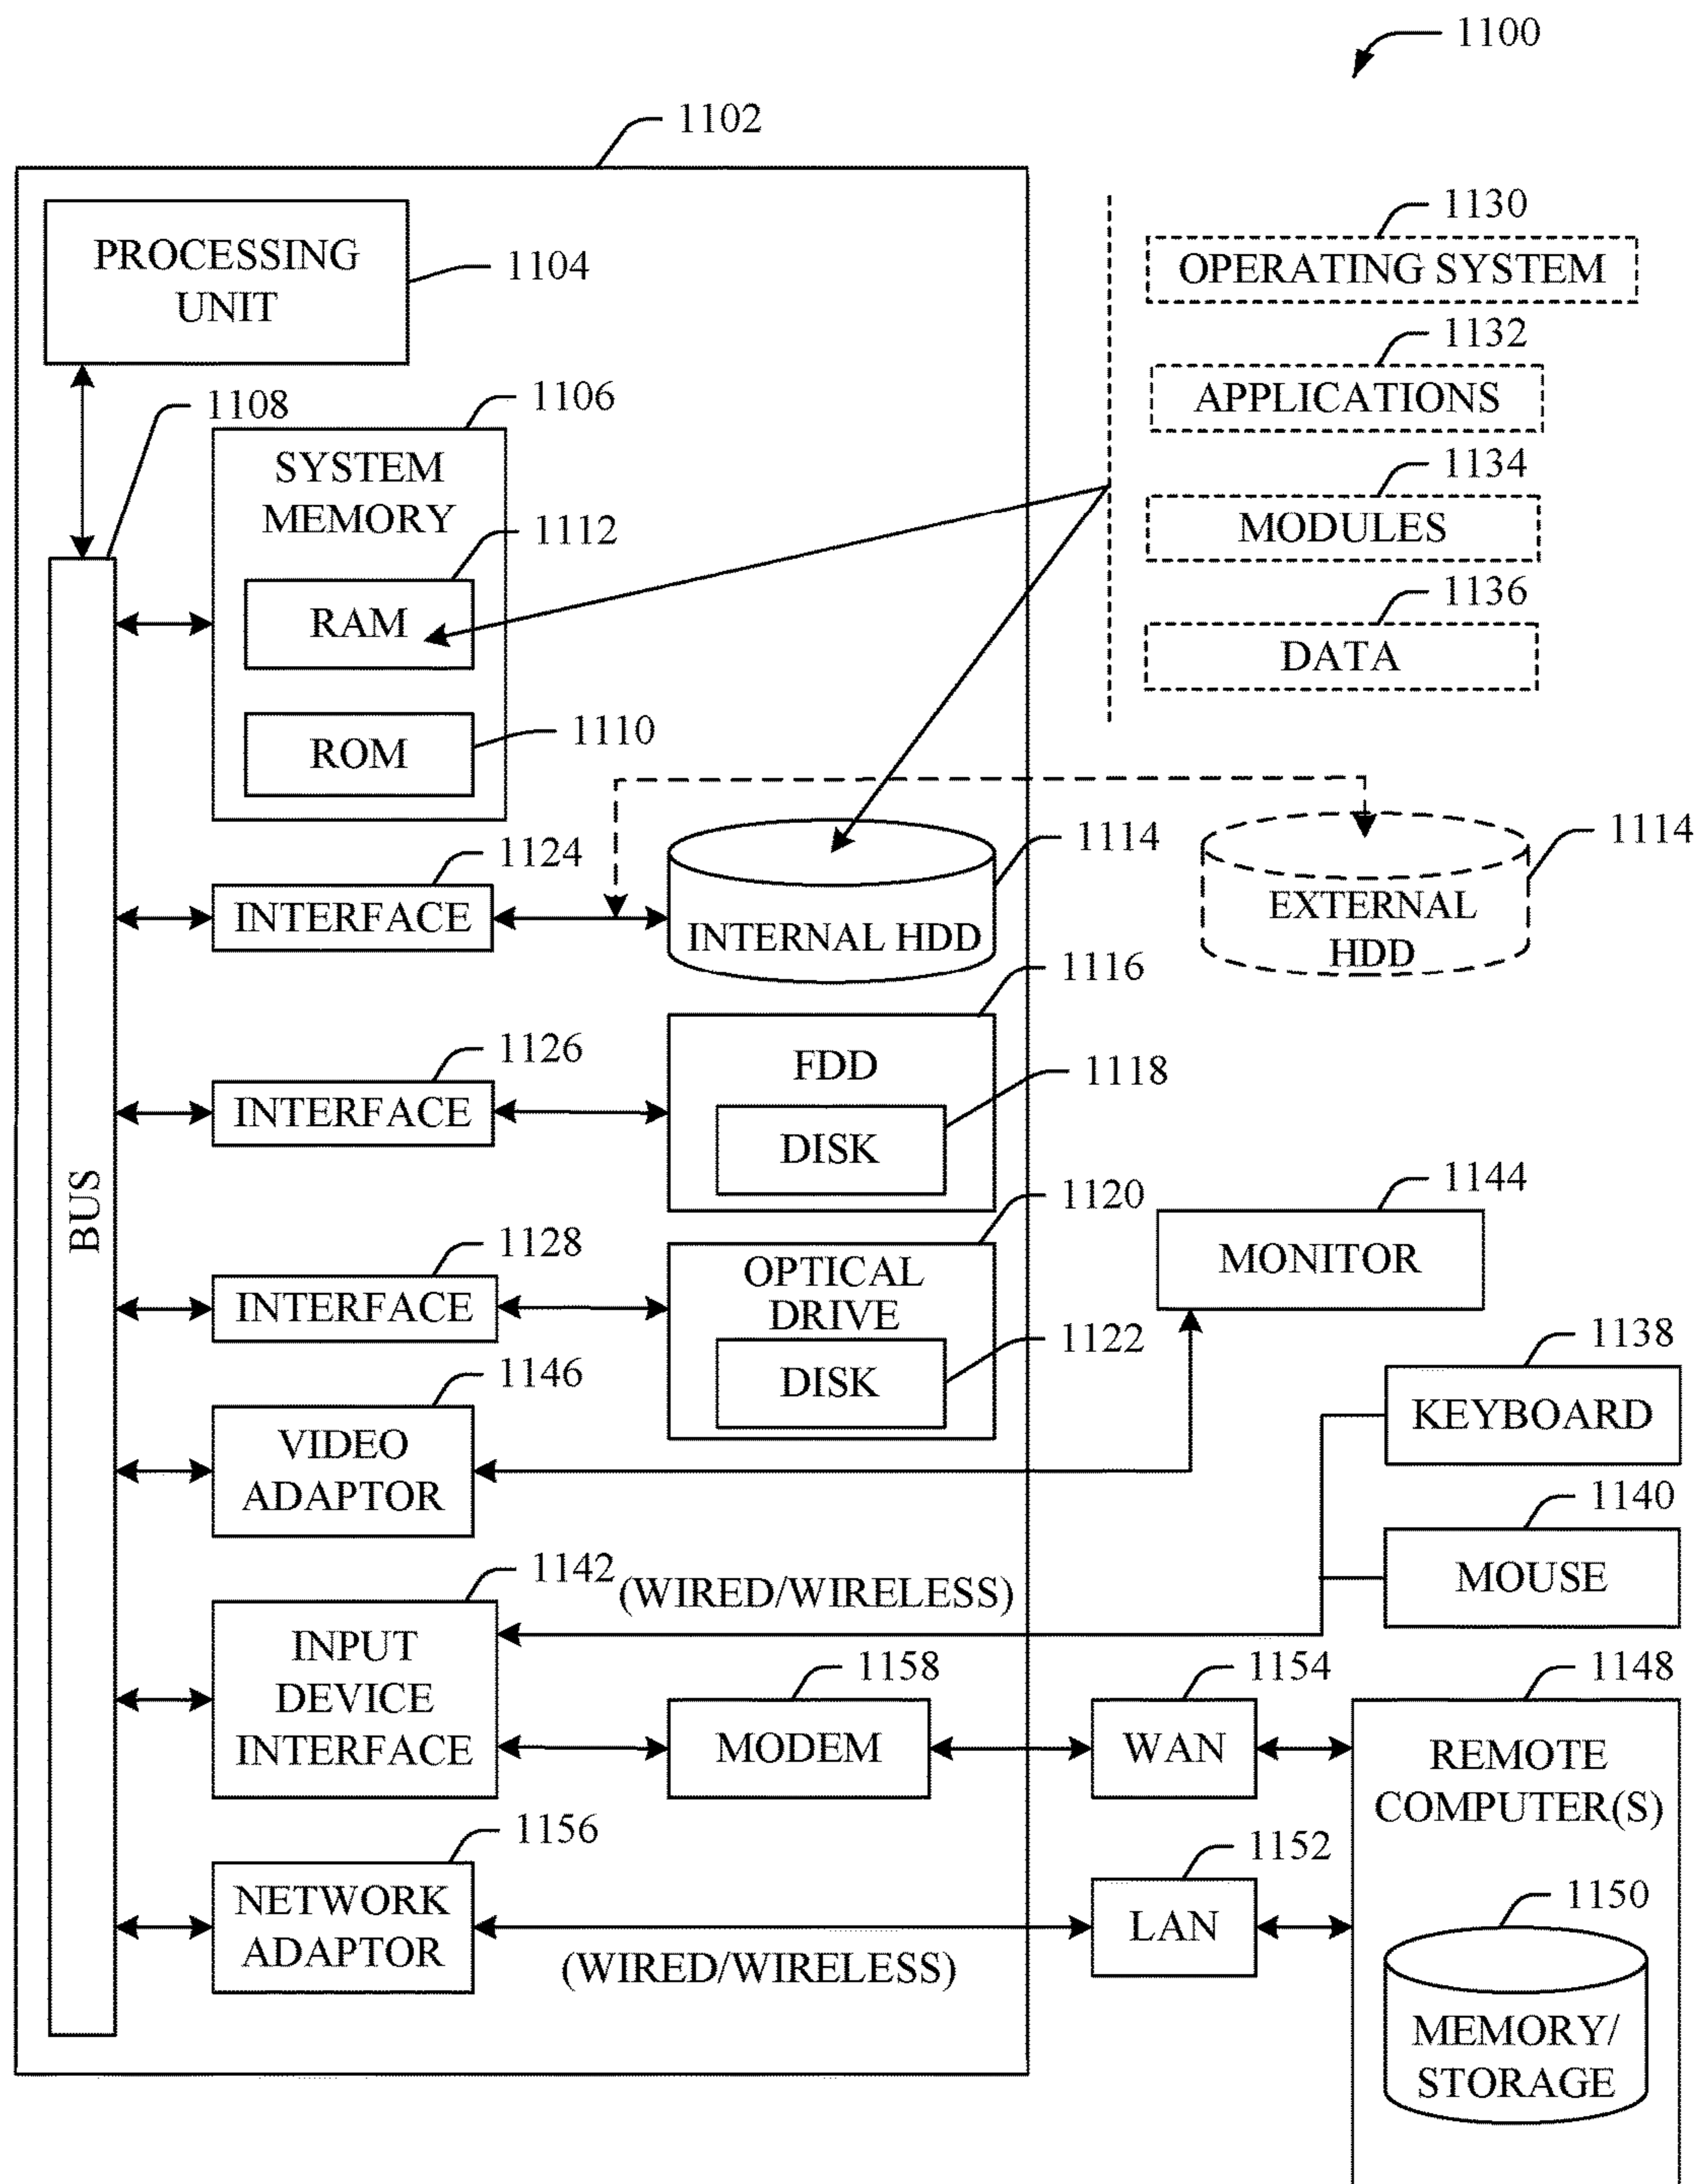 1100
1102
PROCESSING
UNIT
1104
1130
OPERATING SYSTEM
1132
APPLICATIONS
1134
MODULES
1136
DATA
1108
1106
SYSTEM
MEMORY
1112
RAM
1110
ROM
BUS
1124
INTERFACE
1114
INTERNAL HDD
1114
EXTERNAL
HDD
1116
FDD
1126
INTERFACE
1118
DISK
1120
OPTICAL
DRIVE
1128
INTERFACE
1122
DISK
1144
MONITOR
1146
VIDEO
ADAPTOR
1138
KEYBOARD
1140
MOUSE
1142
(WIRED/WIRELESS)
INPUT
DEVICE
INTERFACE
1158
MODEM
1154
WAN
1148
REMOTE
COMPUTER(S)
1156
NETWORK
ADAPTOR
(WIRED/WIRELESS)
1152
LAN
1150
MEMORY/
STORAGE